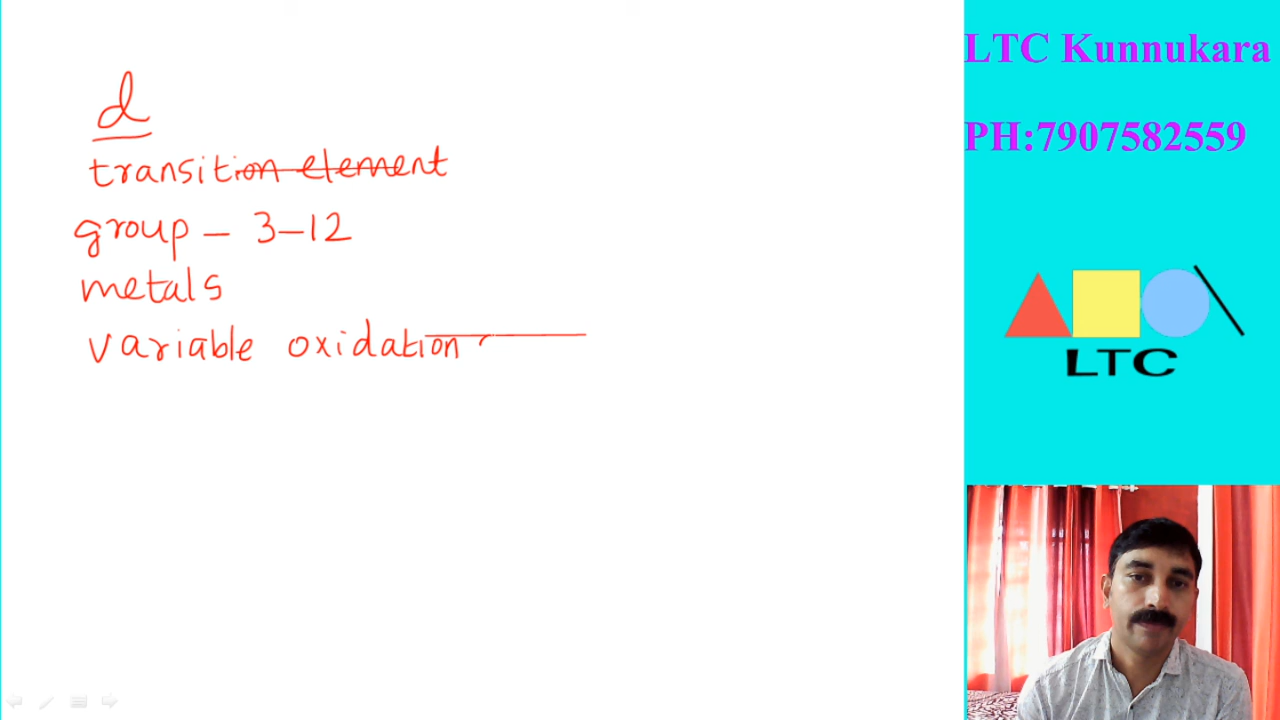 d
transition element
group – 3–12
metals
variable oxidation
LTC Kunnukara
PH:7907582559
LTC